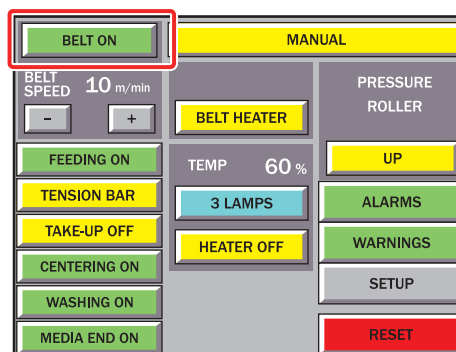 BELT ON
MANUAL
BELT
SPEED
10 m/min
-
+
BELT HEATER
PRESSURE
ROLLER
UP
FEEDING ON
TENSION BAR
TAKE-UP OFF
CENTERING ON
WASHING ON
MEDIA END ON
TEMP 60 %
3 LAMPS
HEATER OFF
ALARMS
WARNINGS
SETUP
RESET